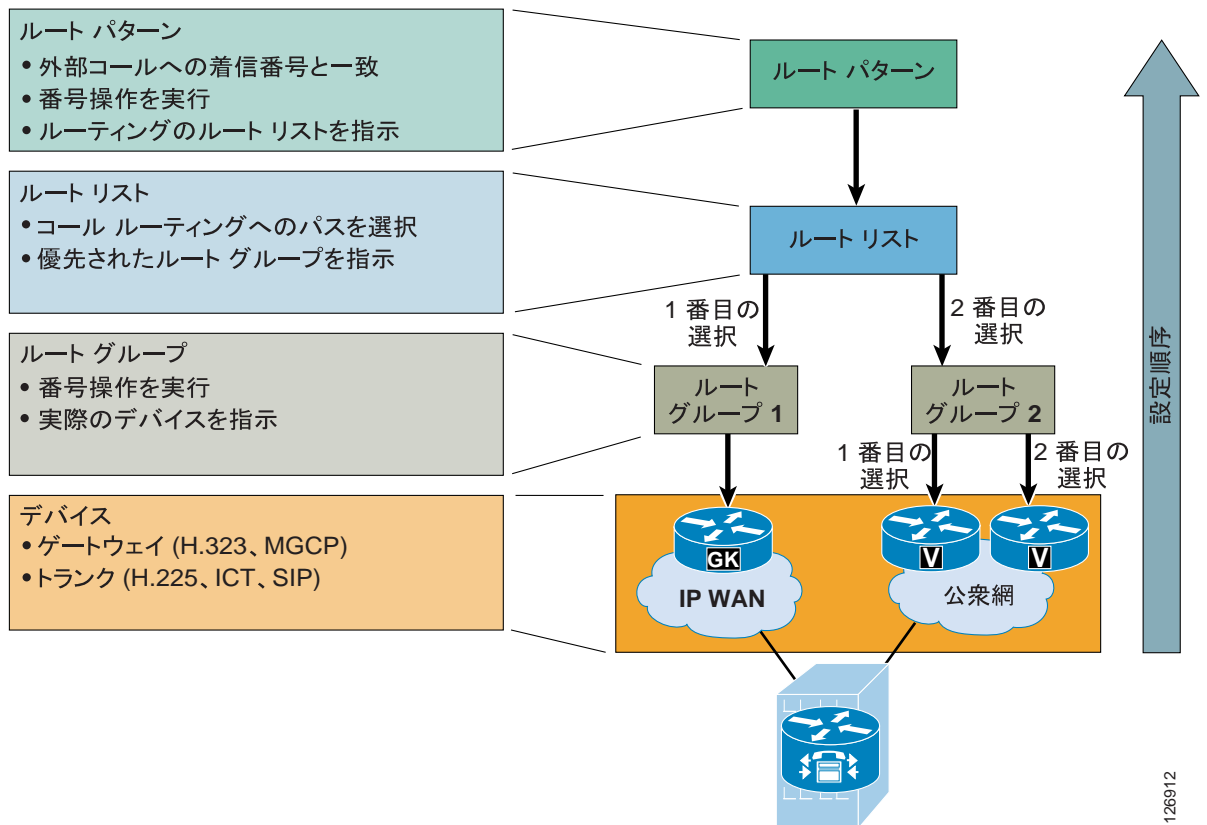 ルート パターン
• 外部コールへの着信番号と一致
• 番号操作を実行
• ルーティングのルート リストを指示
ルート リスト
• コール ルーティングへのパスを選択
• 優先されたルート グループを指示
ルート グループ
• 番号操作を実行
• 実際のデバイスを指示
デバイス
• ゲートウェイ (H.323、MGCP)
• トランク (H.225、ICT、SIP)
ルート パターン
ルート リスト
1 番目の
選択
2 番目の
選択
ルート
グループ 1
ルート
グループ 2
1 番目の
選択
2 番目の
選択
GK
V
V
IP WAN
公衆網
設定順序
126912